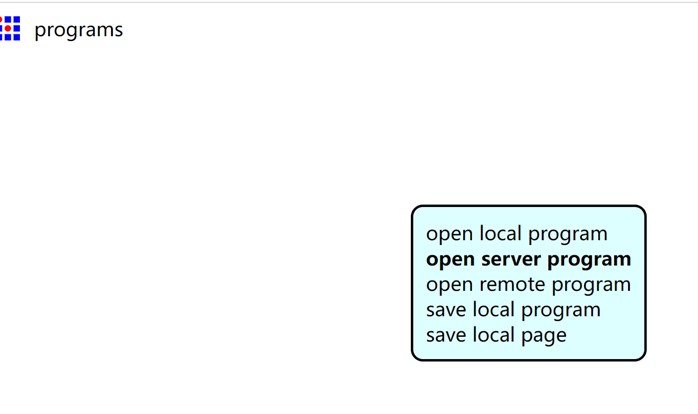 programs
open local program
open server program
open remote program
save local program
save local page